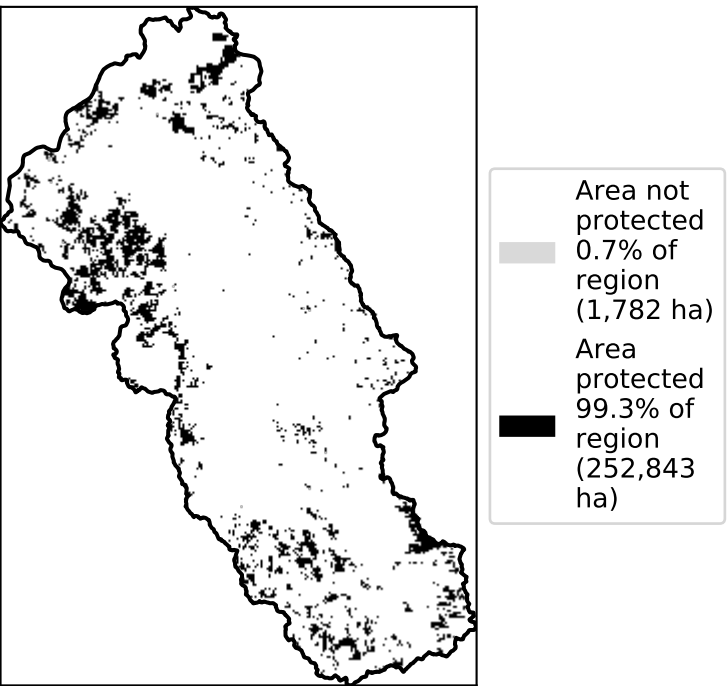 Area not
protected
0.7% of
region
(1,782 ha)
Area
protected
99.3% of
region
(252,843
ha)